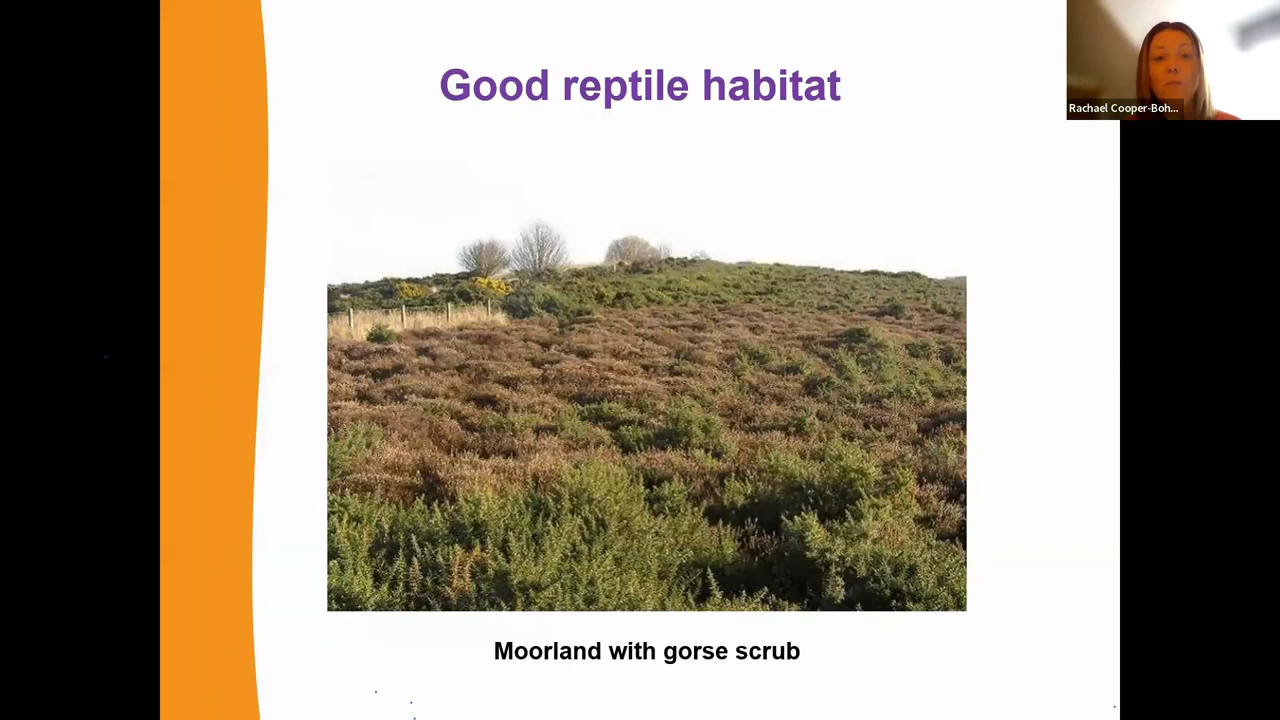 Good reptile habitat
Rachael Cooper-Boh...
Moorland with gorse scrub